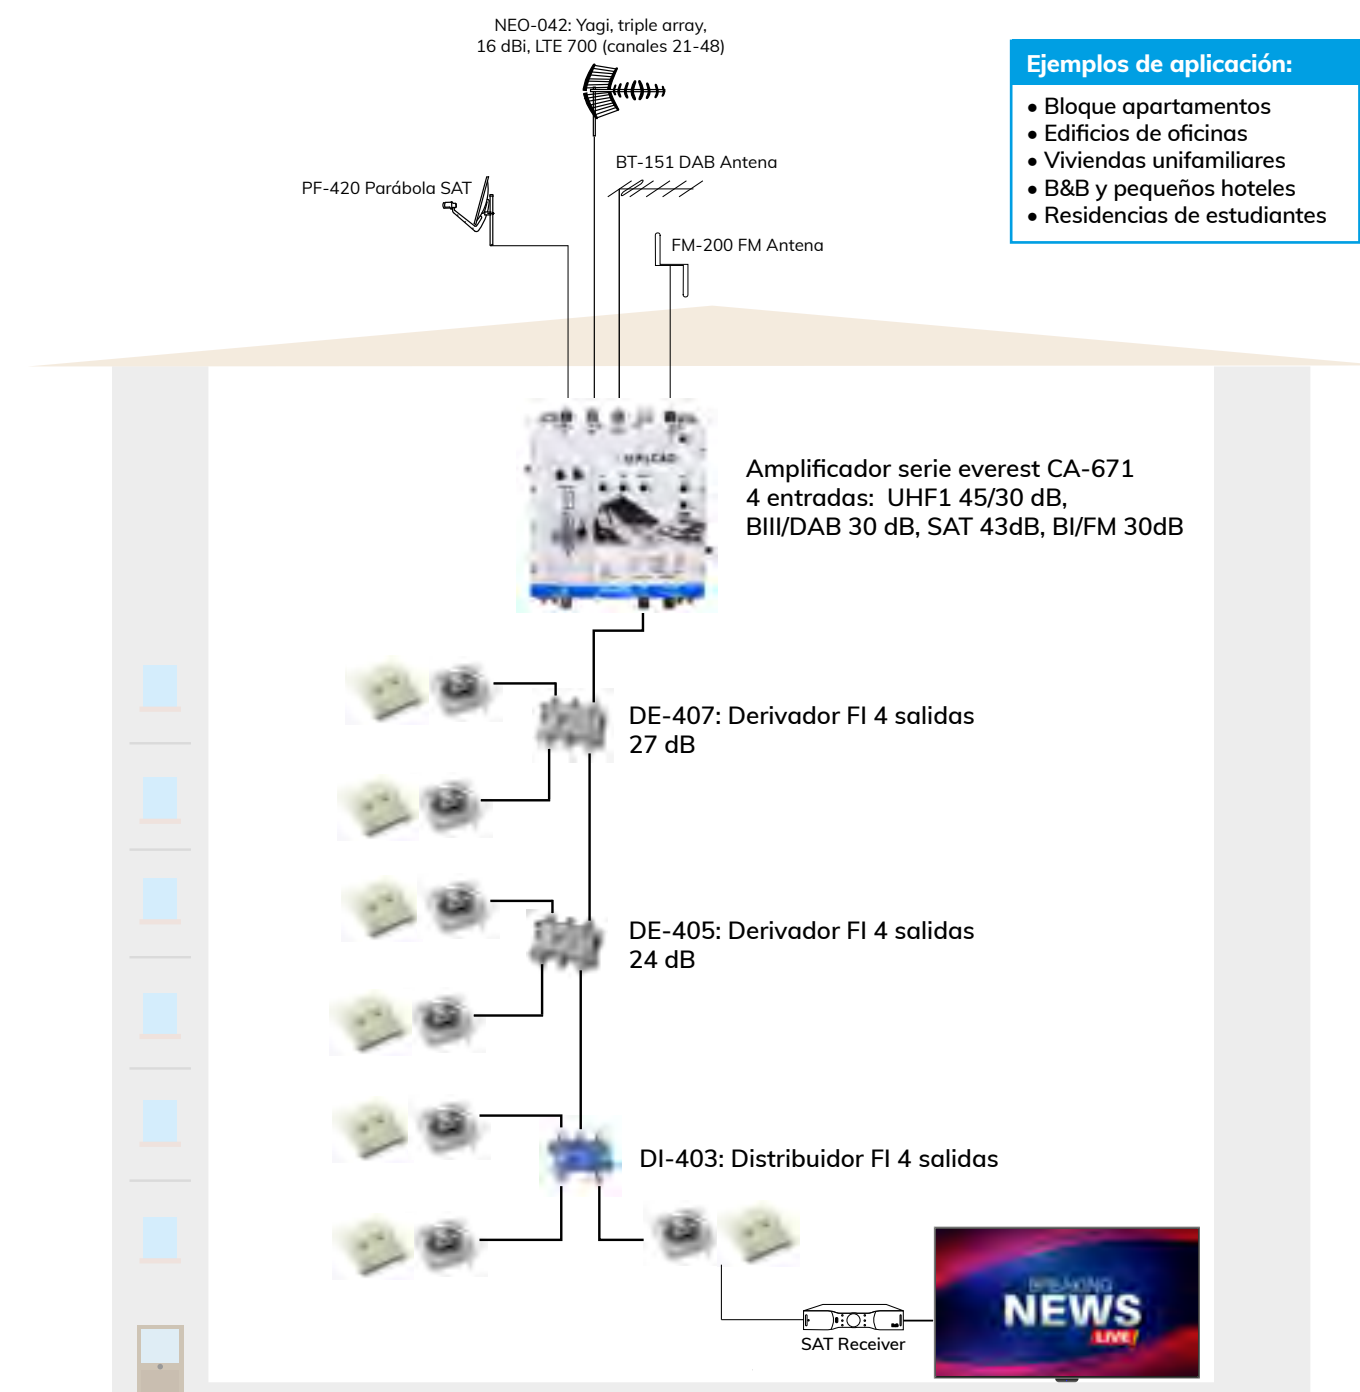 NEO-042: Yagi, triple array,
16 dBi, LTE 700 (canales 21-48)
Ejemplos de aplicación:
• Bloque apartamentos
• Edificios de oficinas
• Viviendas unifamiliares
• B&B y pequeños hoteles
• Residencias de estudiantes
BT-151 DAB Antena
PF-420 Parábola SAT
FM-200 FM Antena
Amplificador serie everest CA-671
4 entradas: UHF1 45/30 dB,
BIII/DAB 30 dB, SAT 43dB, BI/FM 30dB
DE-407: Derivador FI 4 salidas
27 dB
DE-405: Derivador FI 4 salidas
24 dB
DI-403: Distribuidor FI 4 salidas
BREAKING
NEWS
LIVE
SAT Receiver